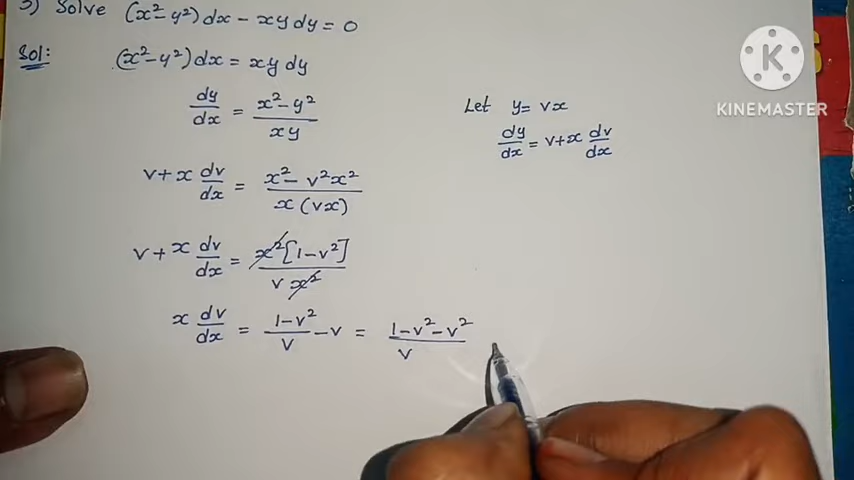 3) Solve (x²-y²)dx - xy dy = 0
Sol: (x²-y²)dx = xy dy
dy/dx = (x²-y²)/(xy)
Let y = vx
dy/dx = v+x dv/dx
v+x dv/dx = (x²-v²x²)/(x(vx))
v+x dv/dx = (x²[1-v²])/(vx²)
x dv/dx = (1-v²)/v - v = (1-v²-v²)/v
KINEMASTER